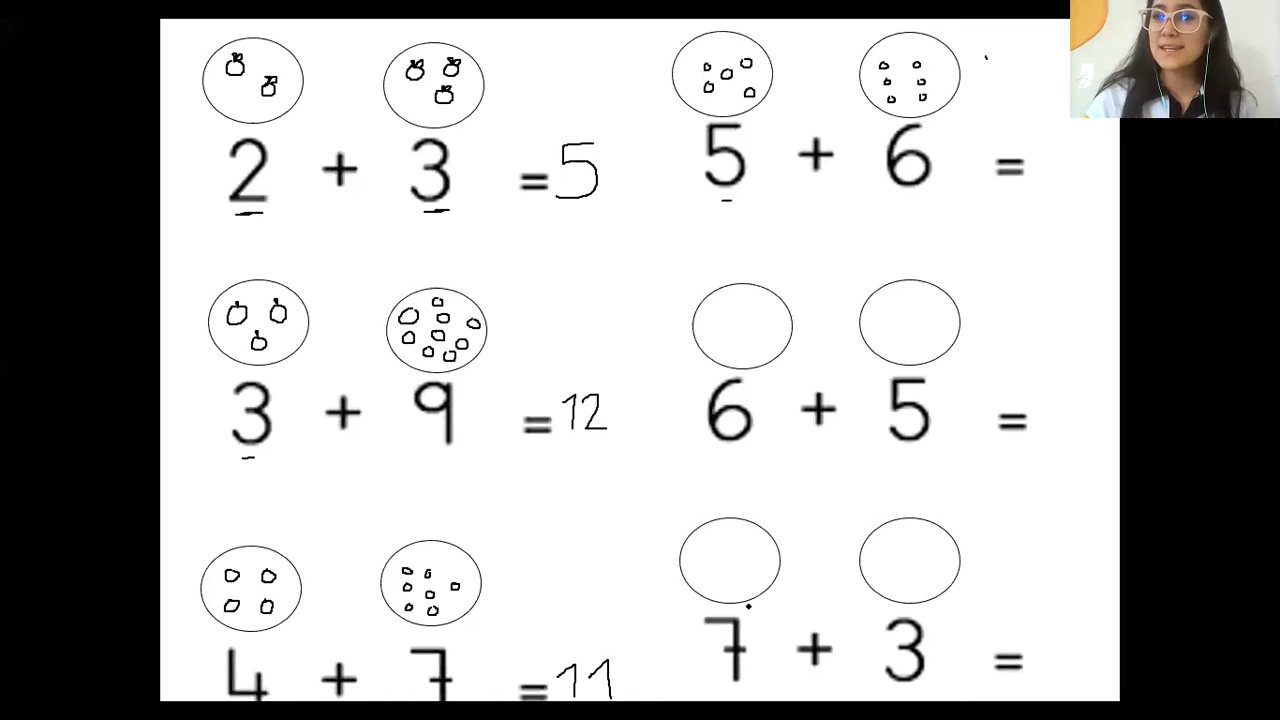 2 + 3 = 5
5 + 6 =
3 + 9 = 12
6 + 5 =
4 + 7 = 11
7 + 3 =